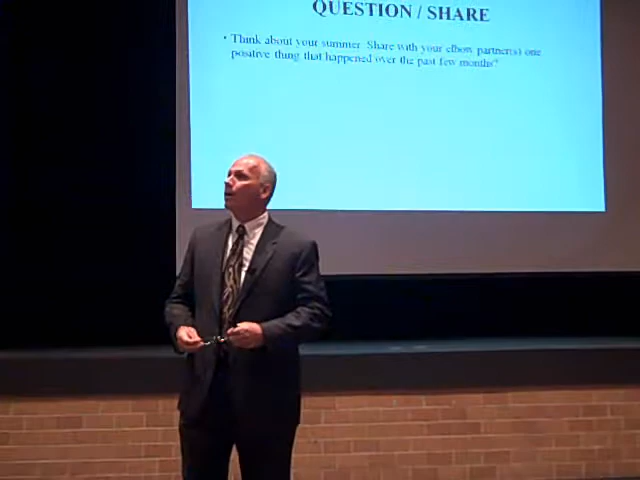 QUESTION / SHARE
• Think about your summer. Share with your elbow partner(s) one
positive thing that happened over the past few months?